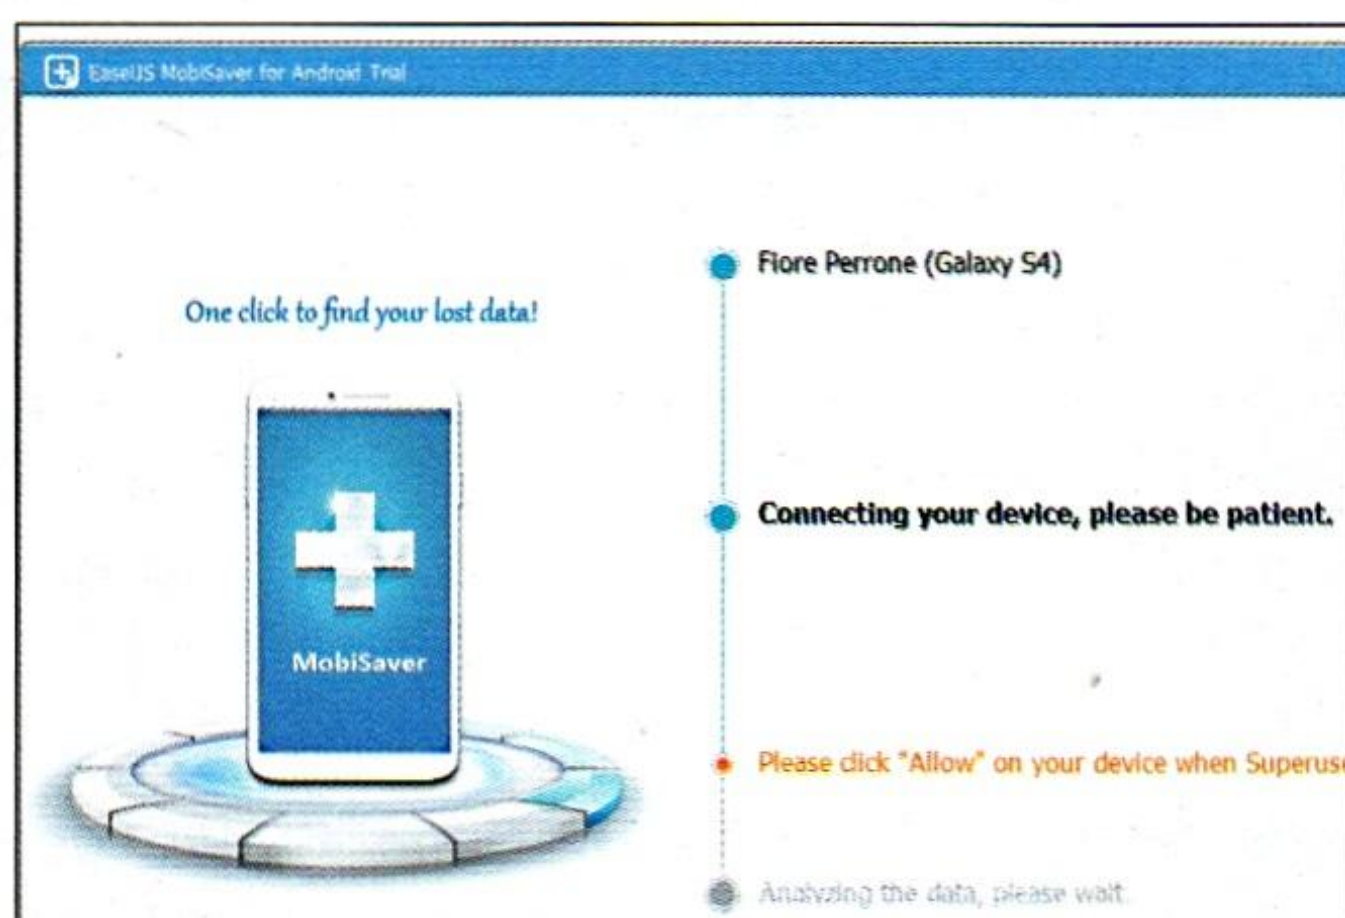 EaseUS MobiSaver for Android Trial
One click to find your lost data!
MobiSaver
Fiore Perrone (Galaxy S4)
Connecting your device, please be patient.
Please click "Allow" on your device when Superuse
Analyzing the data, please wait.